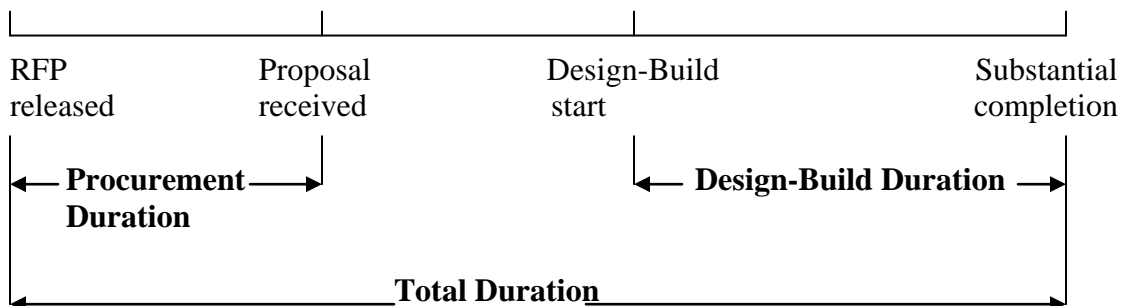 RFP released
Proposal received
Design-Build start
Substantial completion
Procurement Duration
Design-Build Duration
Total Duration